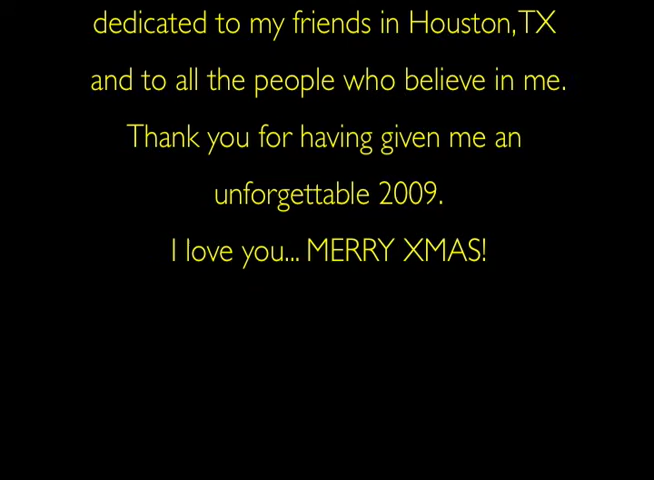 dedicated to my friends in Houston,TX
and to all the people who believe in me.
Thank you for having given me an
unforgettable 2009.
I love you... MERRY XMAS!